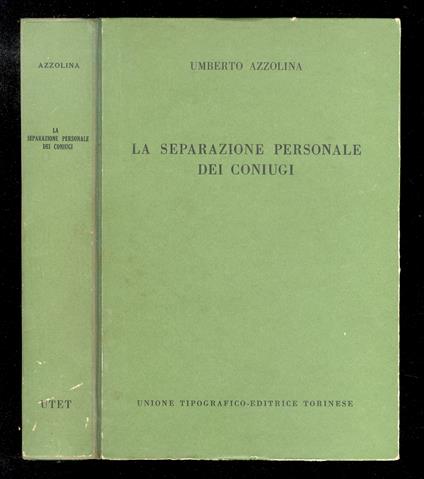 AZZOLINA
LA
SEPARAZIONE PERSONALE
DEI CONIUGI
UTET
UMBERTO AZZOLINA
LA SEPARAZIONE PERSONALE
DEI CONIUGI
UNIONE TIPOGRAFICO-EDITRICE TORINESE